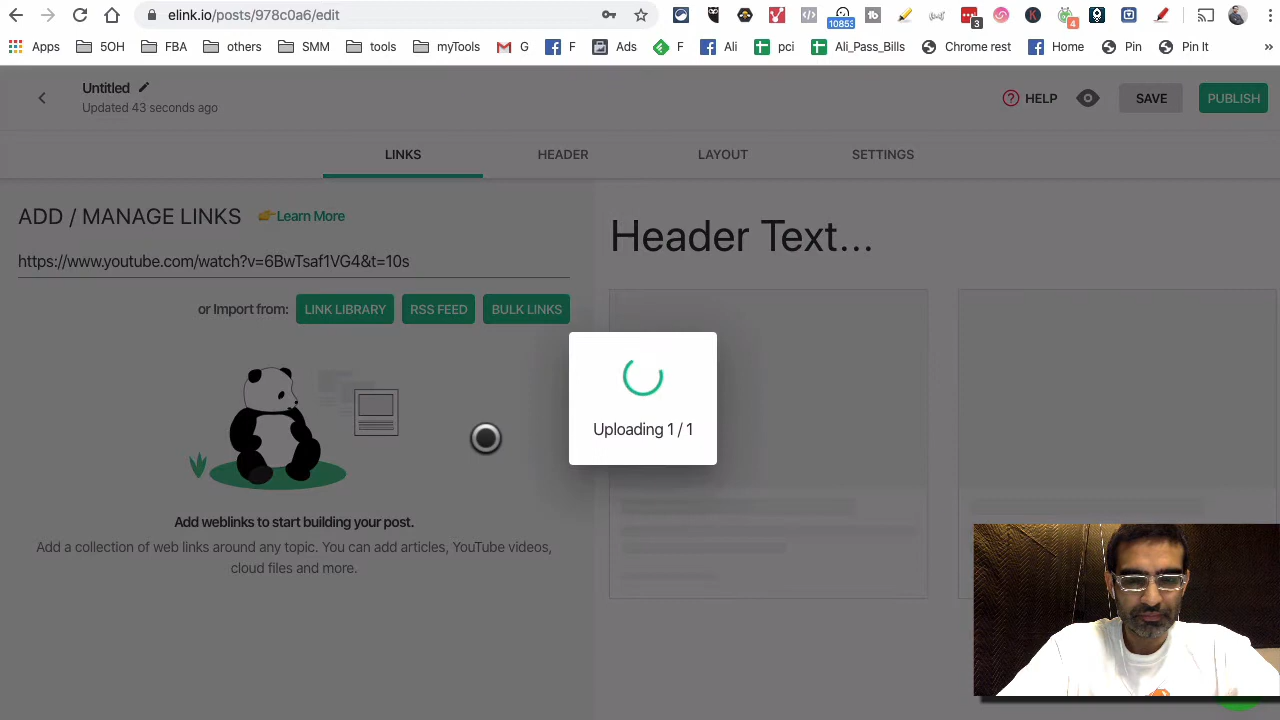 elink.io/posts/978c0a6/edit
10853
3
4
Apps 5OH FBA others SMM tools myTools G F Ads F Ali pci Ali_Pass_Bills Chrome rest Home Pin Pin It »
Untitled
Updated 43 seconds ago
HELP SAVE PUBLISH
LINKS HEADER LAYOUT SETTINGS
ADD / MANAGE LINKS 👉Learn More
https://www.youtube.com/watch?v=6BwTsaf1VG4&t=10s
or Import from: LINK LIBRARY RSS FEED BULK LINKS
Header Text...
Uploading 1 / 1
Add weblinks to start building your post.
Add a collection of web links around any topic. You can add articles, YouTube videos,
cloud files and more.